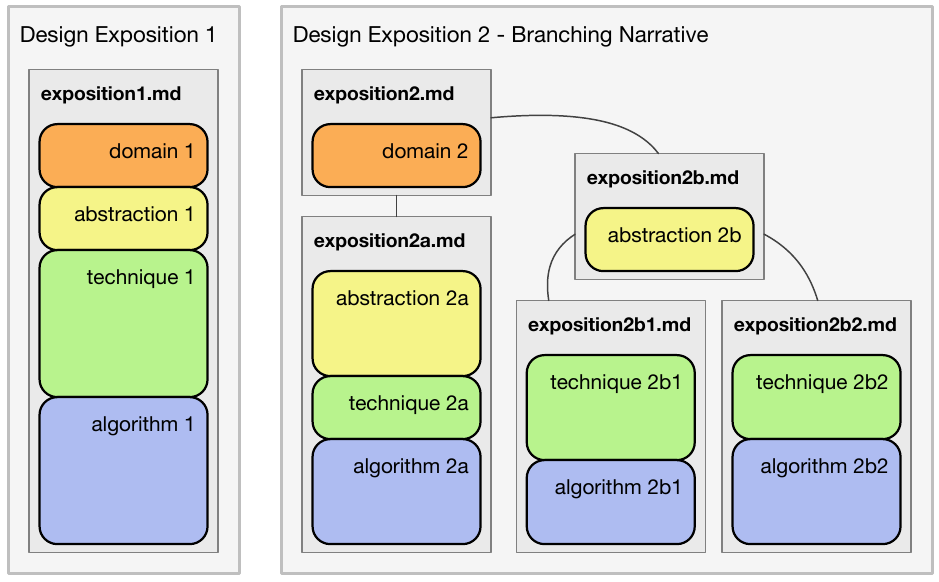 Design Exposition 1
exposition1.md
domain 1
abstraction 1
technique 1
algorithm 1
Design Exposition 2 - Branching Narrative
exposition2.md
domain 2
exposition2a.md
abstraction 2a
technique 2a
algorithm 2a
exposition2b.md
abstraction 2b
exposition2b1.md
technique 2b1
algorithm 2b1
exposition2b2.md
technique 2b2
algorithm 2b2